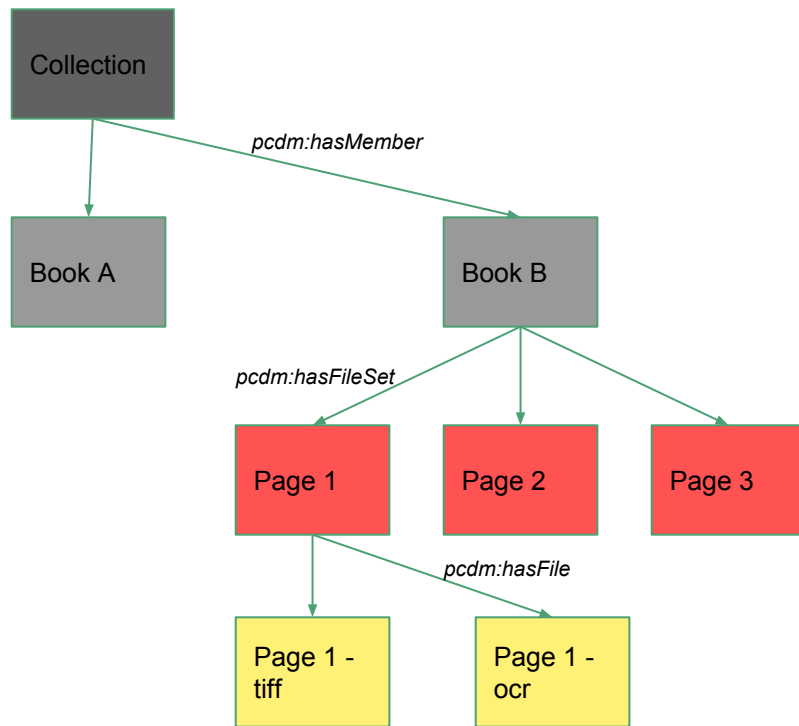 Collection
pcdm:hasMember
Book A
Book B
pcdm:hasFileSet
Page 1
Page 2
Page 3
pcdm:hasFile
Page 1 -
tiff
Page 1 -
ocr